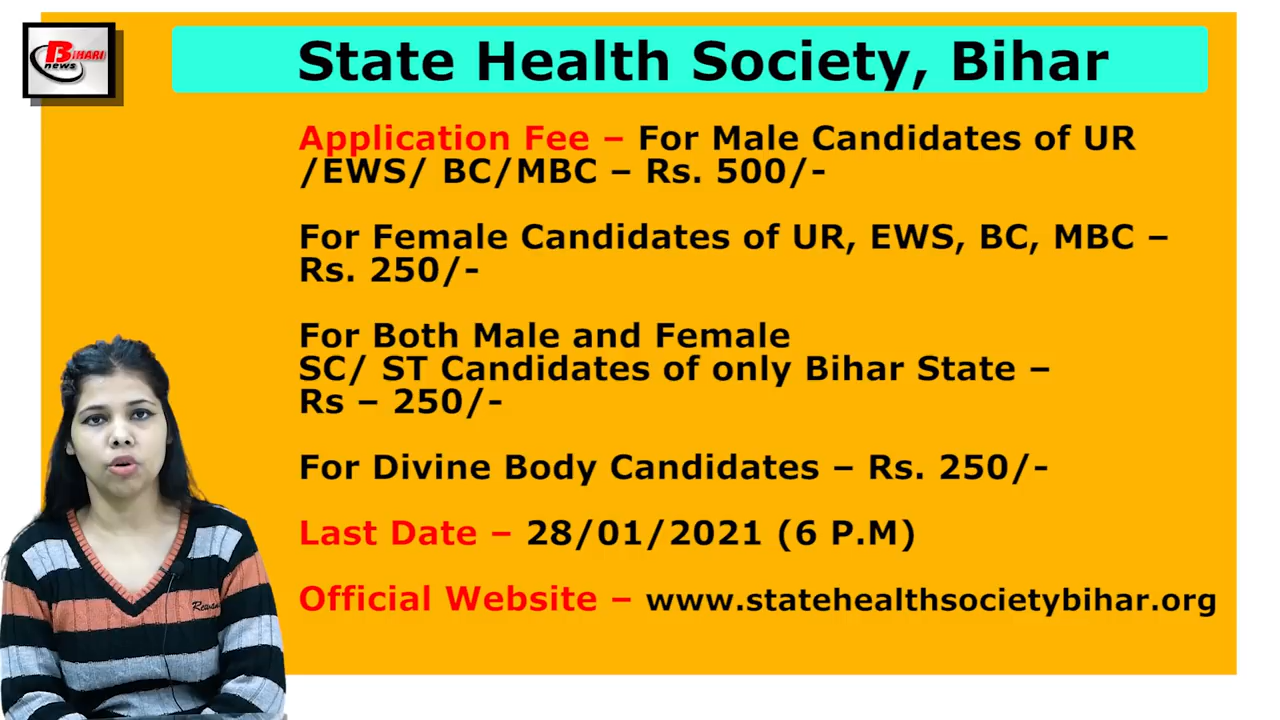 BIHARI
news
State Health Society, Bihar
Application Fee – For Male Candidates of UR
/EWS/ BC/MBC – Rs. 500/-
For Female Candidates of UR, EWS, BC, MBC –
Rs. 250/-
For Both Male and Female
SC/ ST Candidates of only Bihar State –
Rs – 250/-
For Divine Body Candidates – Rs. 250/-
Last Date – 28/01/2021 (6 P.M)
Official Website – www.statehealthsocietybihar.org